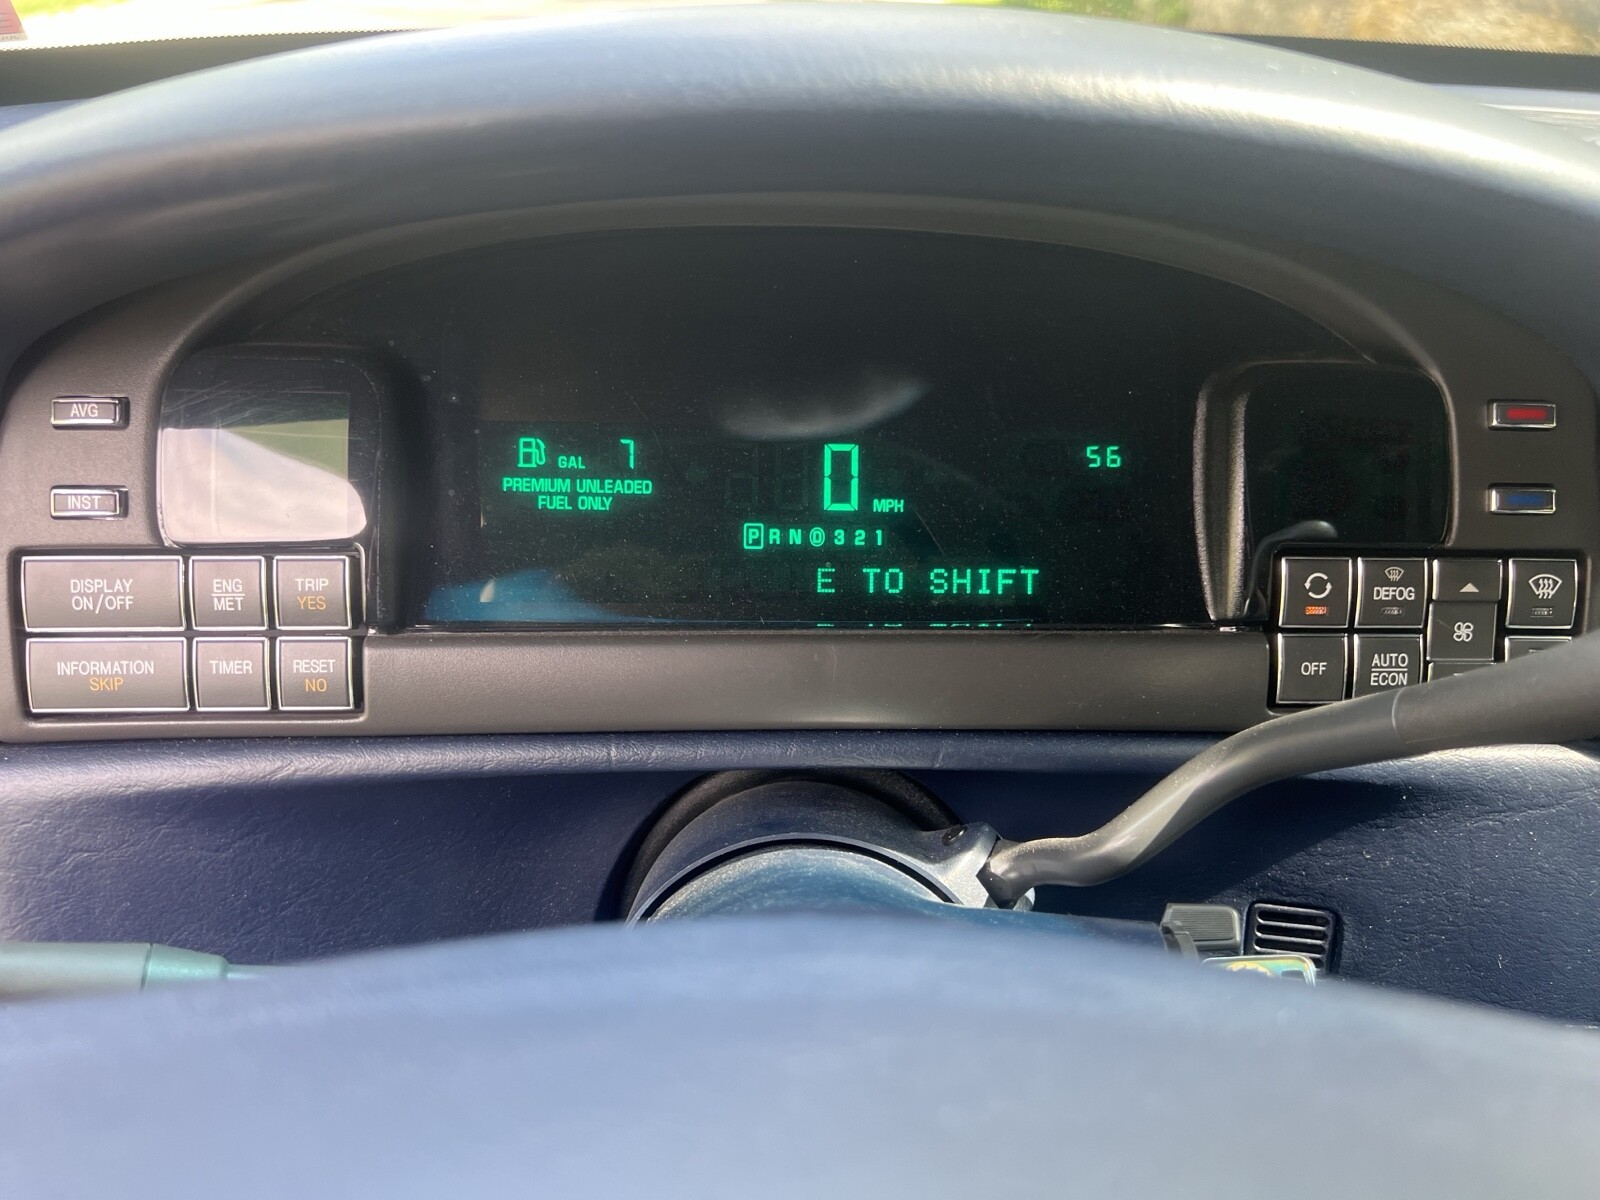 AVG
INST
DISPLAY
ON/OFF
ENG
MET
TRIP
YES
INFORMATION
SKIP
TIMER
RESET
NO
GAL 7
PREMIUM UNLEADED
FUEL ONLY
0 MPH
56
P R N D 3 2 1
E TO SHIFT
DEFOG
OFF
AUTO
ECON